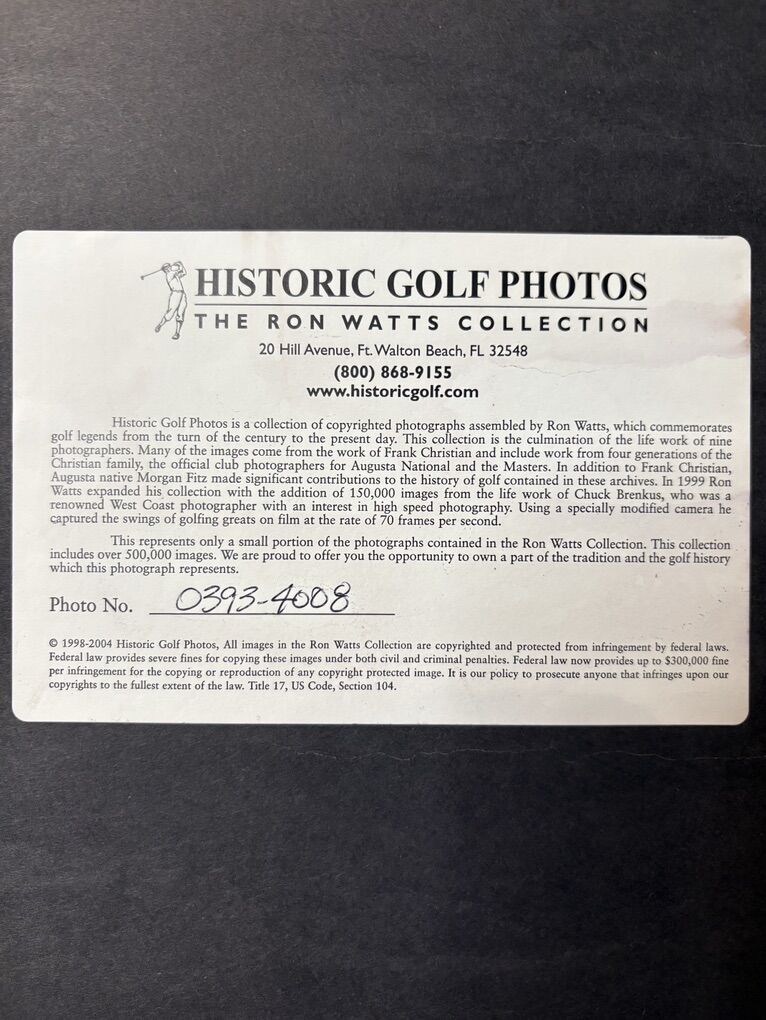 HISTORIC GOLF PHOTOS
THE RON WATTS COLLECTION
20 Hill Avenue, Ft. Walton Beach, FL 32548
(800) 868-9155
www.historicgolf.com
Historic Golf Photos is a collection of copyrighted photographs assembled by Ron Watts, which commemorates
golf legends from the turn of the century to the present day. This collection is the culmination of the life work of nine
photographers. Many of the images come from the work of Frank Christian and include work from four generations of the
Christian family, the official club photographers for Augusta National and the Masters. In addition to Frank Christian,
Augusta native Morgan Fitz made significant contributions to the history of golf contained in these archives. In 1999 Ron
Watts expanded his collection with the addition of 150,000 images from the life work of Chuck Brenkus, who was a
renowned West Coast photographer with an interest in high speed photography. Using a specially modified camera he
captured the swings of golfing greats on film at the rate of 70 frames per second.
This represents only a small portion of the photographs contained in the Ron Watts Collection. This collection
includes over 500,000 images. We are proud to offer you the opportunity to own a part of the tradition and the golf history
which this photograph represents.
Photo No. 0393-4008
© 1998-2004 Historic Golf Photos, All images in the Ron Watts Collection are copyrighted and protected from infringement by federal laws.
Federal law provides severe fines for copying these images under both civil and criminal penalties. Federal law now provides up to $300,000 fine
per infringement for the copying or reproduction of any copyright protected image. It is our policy to prosecute anyone that infringes upon our
copyrights to the fullest extent of the law. Title 17, US Code, Section 104.